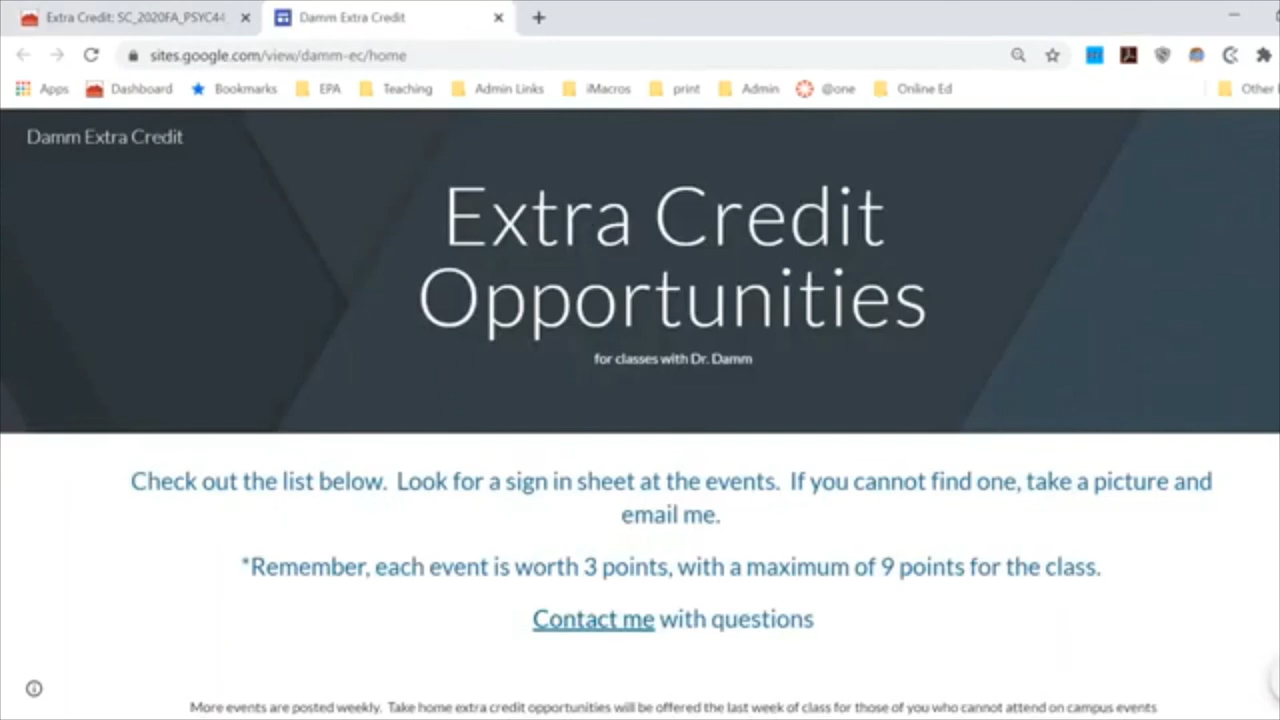 Extra Credit: SC_2020FA_PSYC44
Damm Extra Credit
sites.google.com/view/damm-ec/home
Apps Dashboard Bookmarks EPA Teaching Admin Links iMacros print Admin @one Online Ed Other
Damm Extra Credit
Extra Credit
Opportunities
for classes with Dr. Damm
Check out the list below. Look for a sign in sheet at the events. If you cannot find one, take a picture and
email me.
*Remember, each event is worth 3 points, with a maximum of 9 points for the class.
Contact me with questions
More events are posted weekly. Take home extra credit opportunities will be offered the last week of class for those of you who cannot attend on campus events